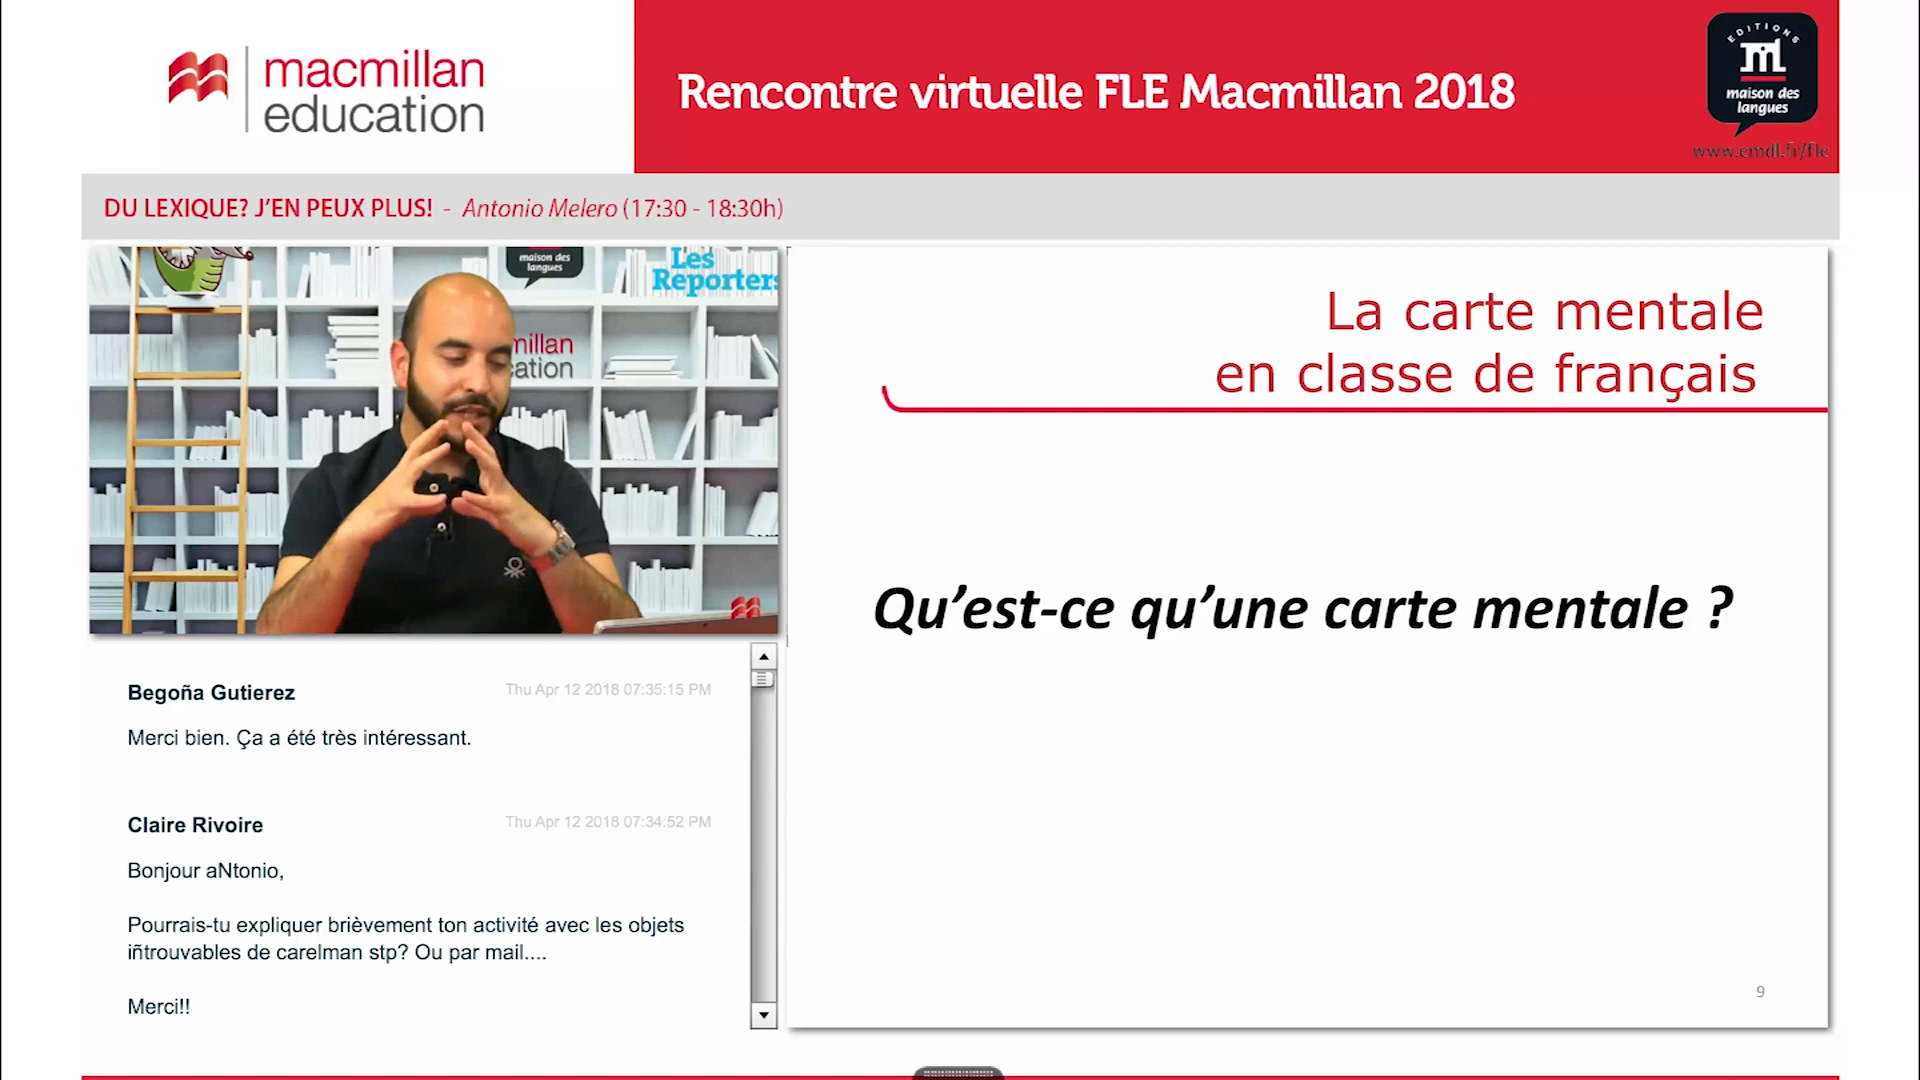 macmillan
education
Rencontre virtuelle FLE Macmillan 2018
EDITIONS
maison des
langues
www.emdl.fr/fle
DU LEXIQUE? J'EN PEUX PLUS! - Antonio Melero (17:30 - 18:30h)
maison des
langues
Les
Reporters
millan
cation
La carte mentale
en classe de français
Qu'est-ce qu'une carte mentale ?
Begoña Gutierez
Thu Apr 12 2018 07:35:15 PM
Merci bien. Ça a été très intéressant.
Claire Rivoire
Thu Apr 12 2018 07:34:52 PM
Bonjour aNtonio,
Pourrais-tu expliquer brièvement ton activité avec les objets
iñtrouvables de carelman stp? Ou par mail....
Merci!!
9